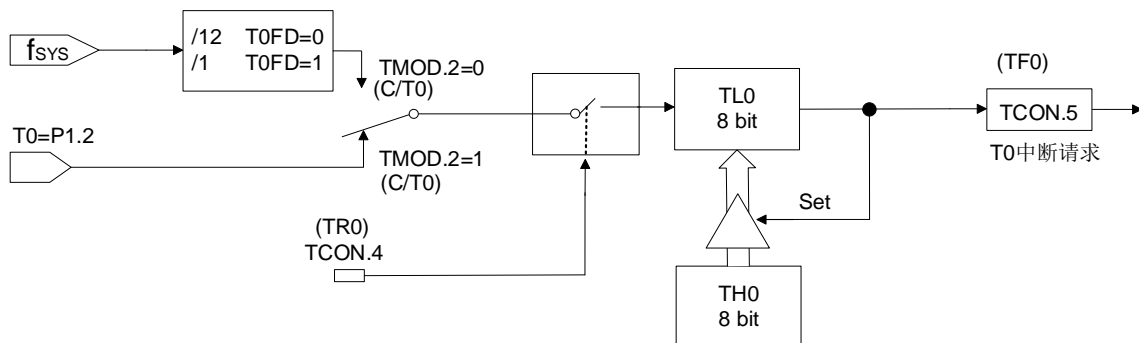 fSYS
/12 T0FD=0
/1 T0FD=1
TMOD.2=0
(C/T0)
T0=P1.2
TMOD.2=1
(C/T0)
(TR0)
TCON.4
TL0
8 bit
Set
TH0
8 bit
(TF0)
TCON.5
T0中断请求